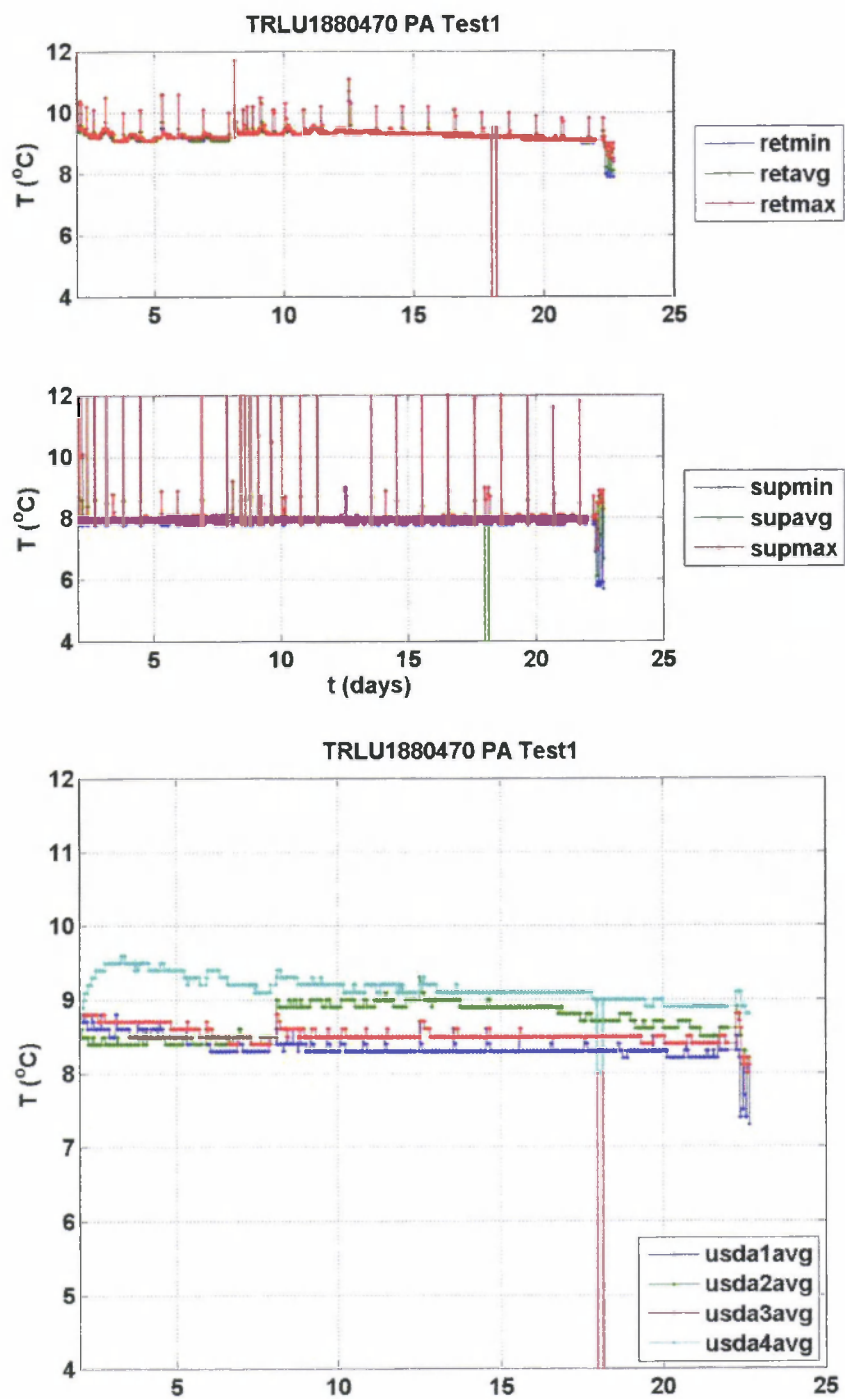 TRLU1880470 PA Test1
12
10
8
6
4
T (°C)
5
10
15
20
25
retmin
retavg
retmax
12
10
8
6
4
T (°C)
5
10
15
20
25
t (days)
supmin
supavg
supmax
TRLU1880470 PA Test1
12
11
10
9
8
7
6
5
4
T (°C)
5
10
15
20
25
usda1avg
usda2avg
usda3avg
usda4avg